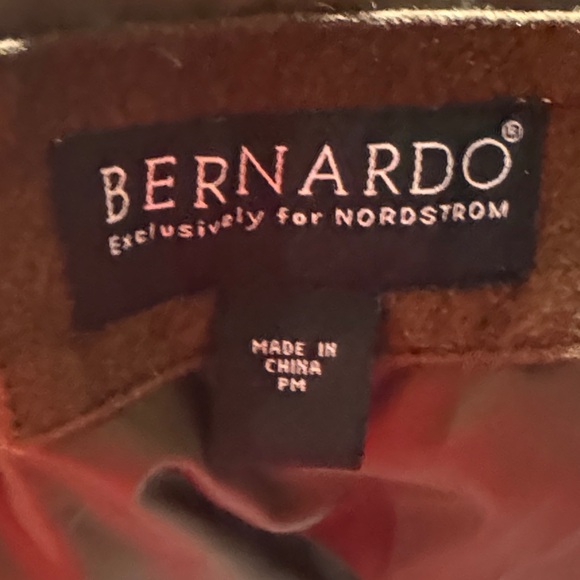 BERNARDO®
Exclusively for NORDSTROM
MADE IN
CHINA
PM